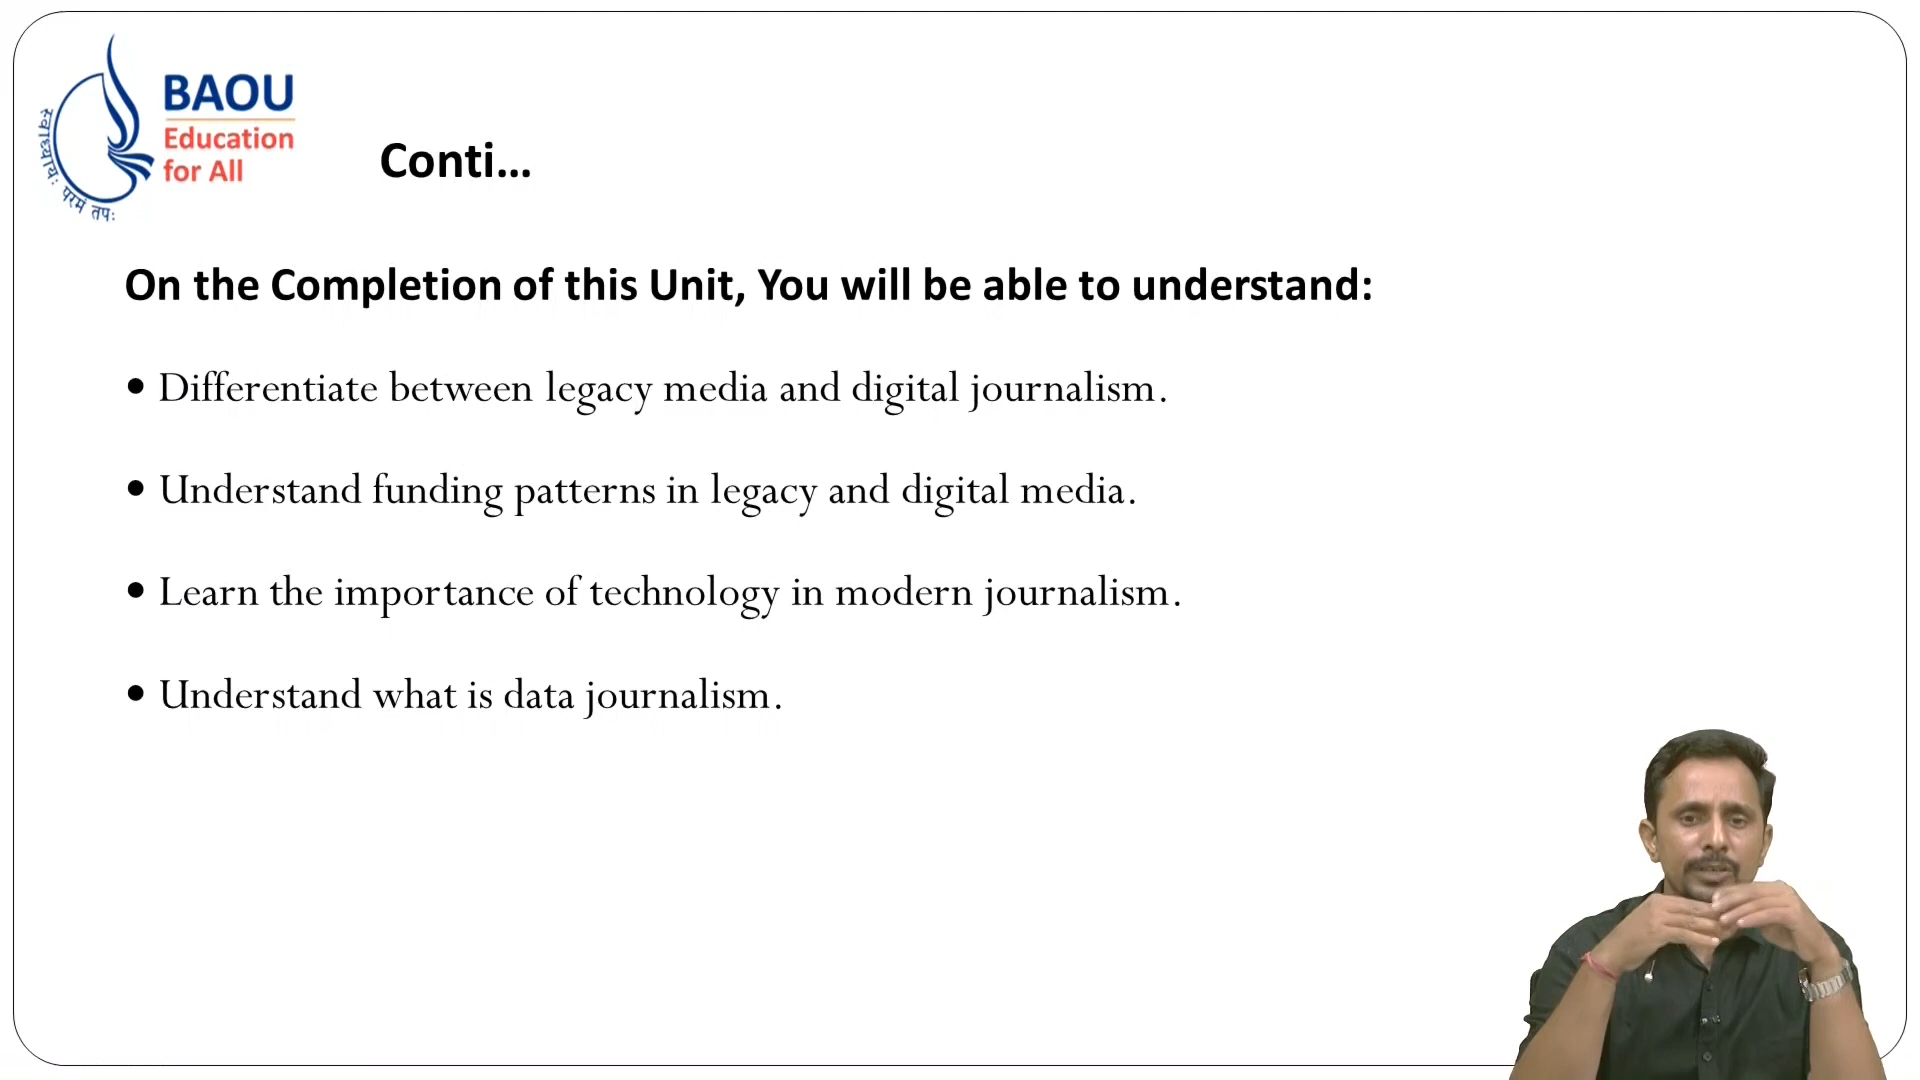 BAOU
Education
for All
स्वाध्यायः परमं तपः
Conti...
On the Completion of this Unit, You will be able to understand:
• Differentiate between legacy media and digital journalism.
• Understand funding patterns in legacy and digital media.
• Learn the importance of technology in modern journalism.
• Understand what is data journalism.